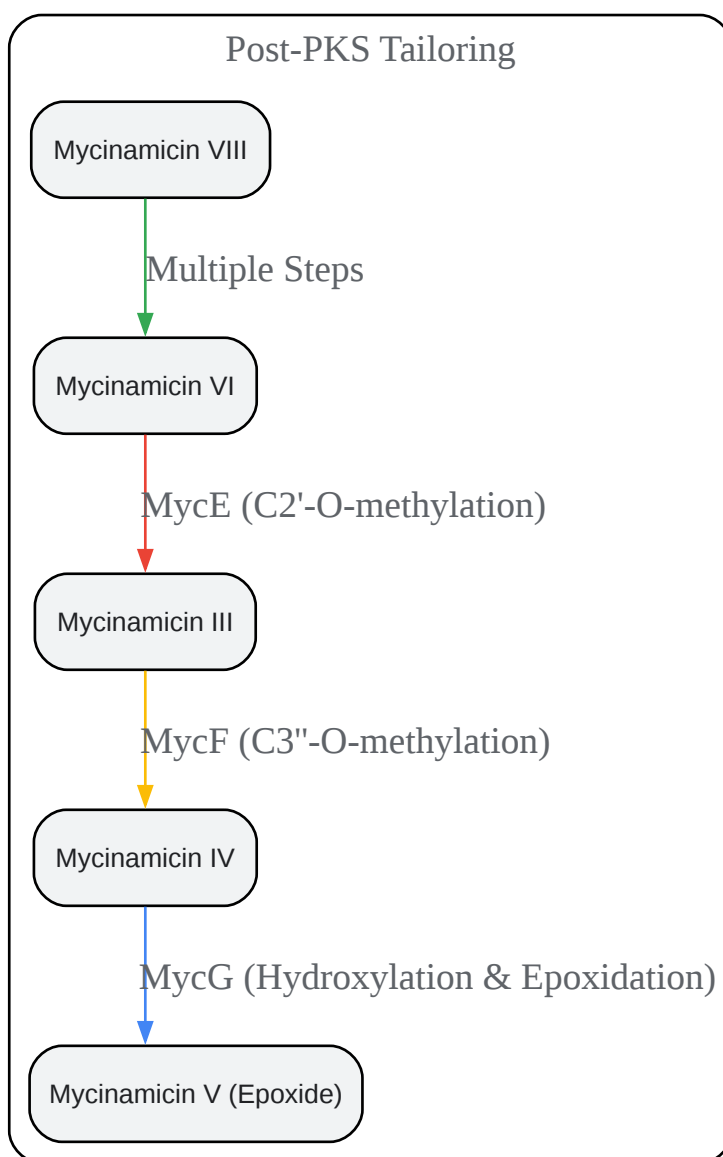 Post-PKS Tailoring
Mycinamicin VIII
Multiple Steps
Mycinamicin VI
MycE (C2'-O-methylation)
Mycinamicin III
MycF (C3''-O-methylation)
Mycinamicin IV
MycG (Hydroxylation & Epoxidation)
Mycinamicin V (Epoxide)